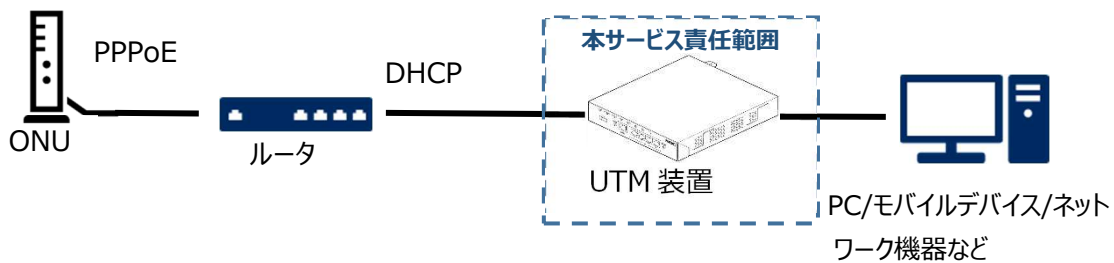 本サービス責任範囲
PPPoE
DHCP
ONU
ルータ
UTM 装置
PC/モバイルデバイス/ネット
ワーク機器など